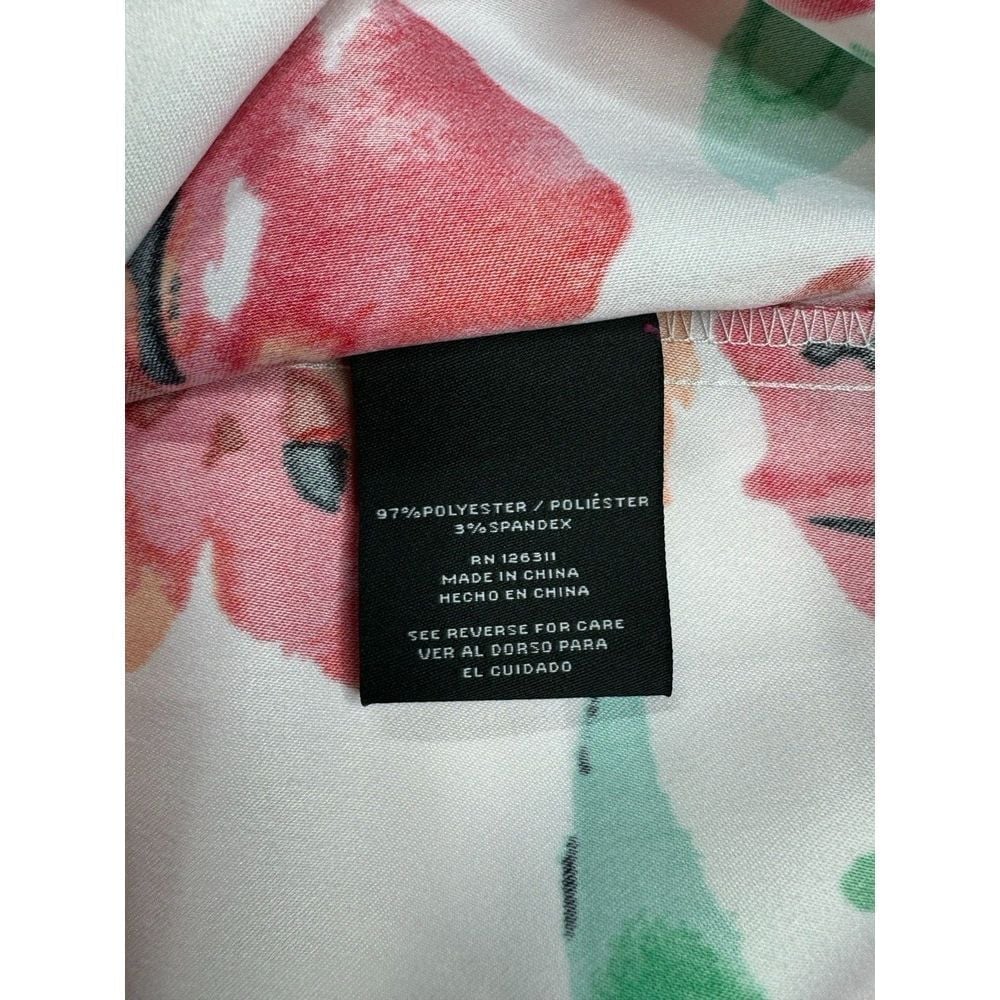 97%POLYESTER / POLIÉSTER
3%SPANDEX
RN 126311
MADE IN CHINA
HECHO EN CHINA
SEE REVERSE FOR CARE
VER AL DORSO PARA
EL CUIDADO